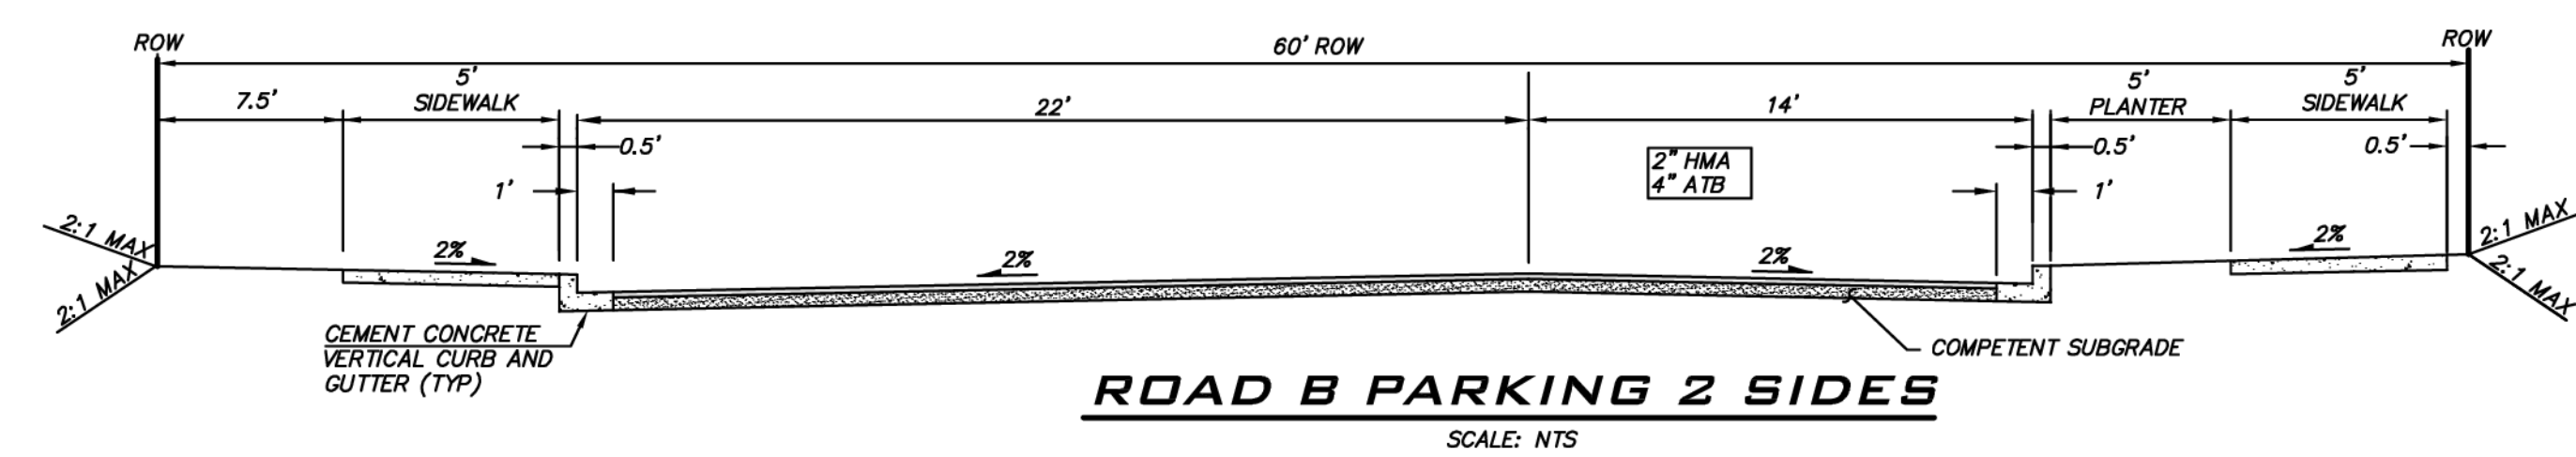 ROW
60' ROW
ROW
7.5'
5'
SIDEWALK
22'
14'
5'
PLANTER
5'
SIDEWALK
0.5'
1'
2" HMA
4" ATB
0.5'
1'
0.5'
2:1 MAX
2:1 MAX
2%
2%
2%
2%
2:1 MAX
2:1 MAX
CEMENT CONCRETE
VERTICAL CURB AND
GUTTER (TYP)
COMPETENT SUBGRADE
ROAD B PARKING 2 SIDES
SCALE: NTS